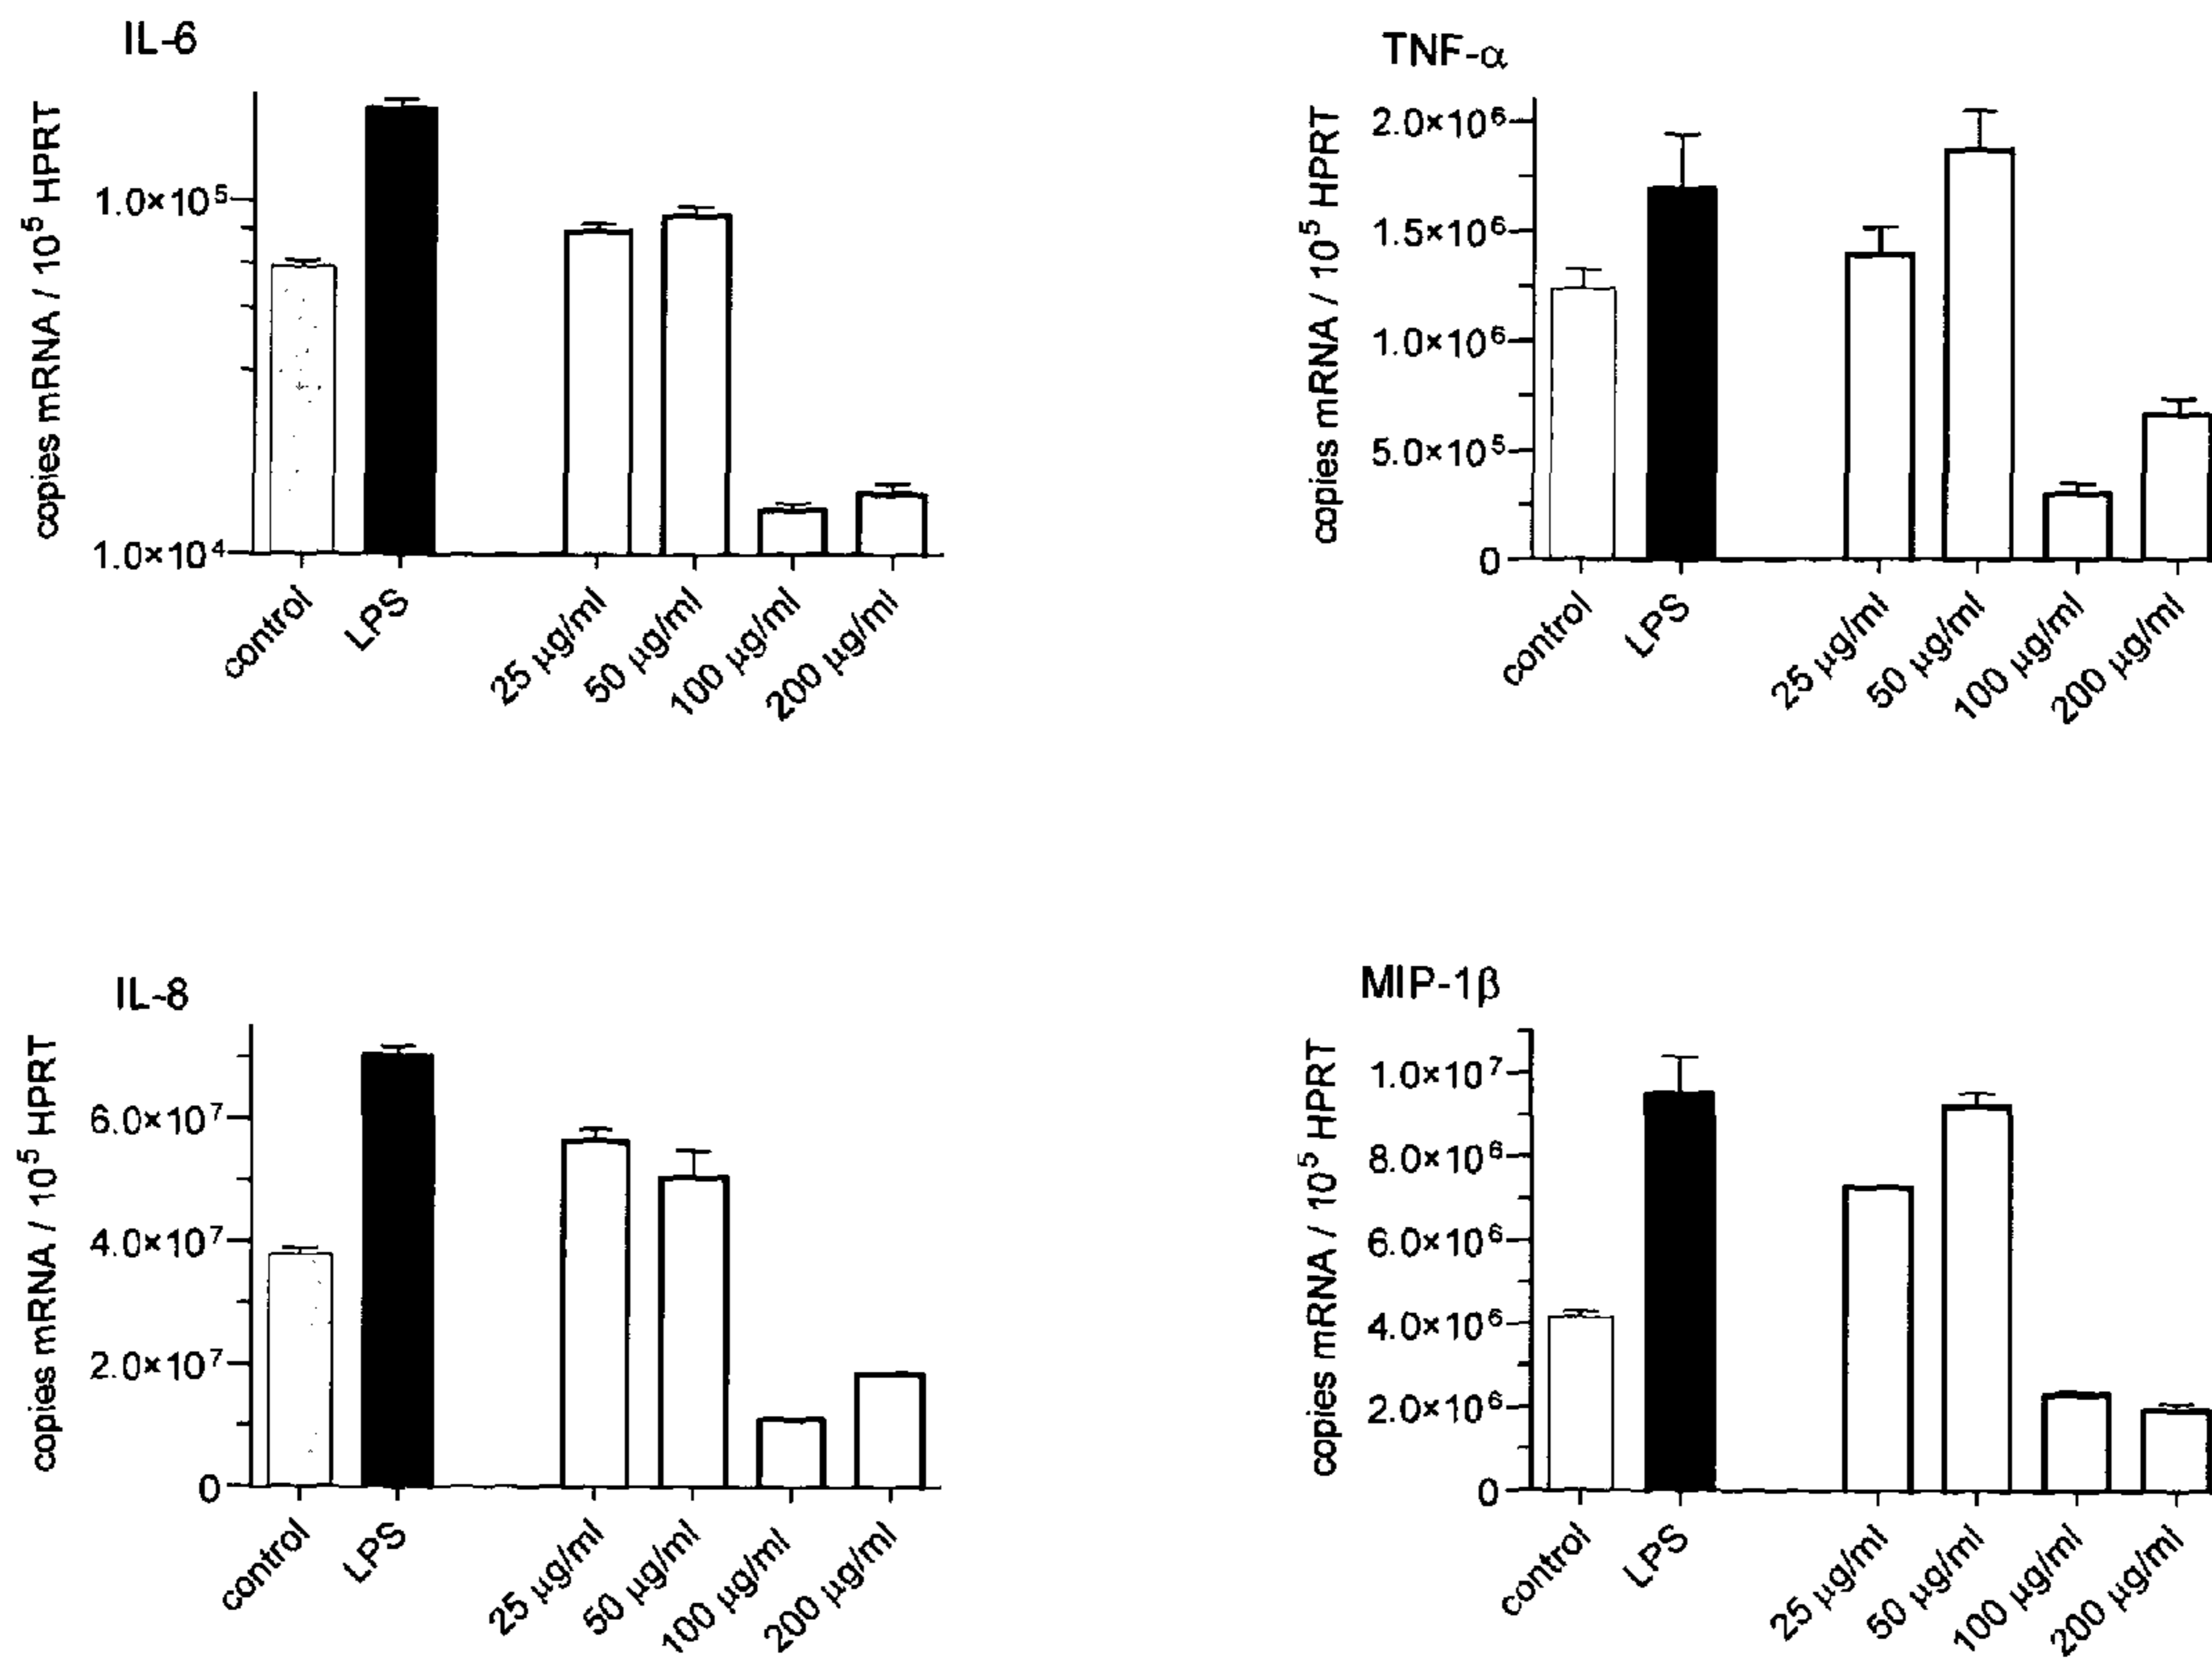 IL-6
copies mRNA / 10⁵ HPRT
1.0×10⁵
1.0×10⁴
control
LPS
25 µg/ml
50 µg/ml
100 µg/ml
200 µg/ml
TNF-α
copies mRNA / 10⁵ HPRT
2.0×10⁶
1.5×10⁶
1.0×10⁶
5.0×10⁵
0
control
LPS
25 µg/ml
50 µg/ml
100 µg/ml
200 µg/ml
IL-8
copies mRNA / 10⁵ HPRT
6.0×10⁷
4.0×10⁷
2.0×10⁷
0
control
LPS
25 µg/ml
50 µg/ml
100 µg/ml
200 µg/ml
MIP-1β
copies mRNA / 10⁵ HPRT
1.0×10⁷
8.0×10⁶
6.0×10⁶
4.0×10⁶
2.0×10⁶
0
control
LPS
25 µg/ml
50 µg/ml
100 µg/ml
200 µg/ml